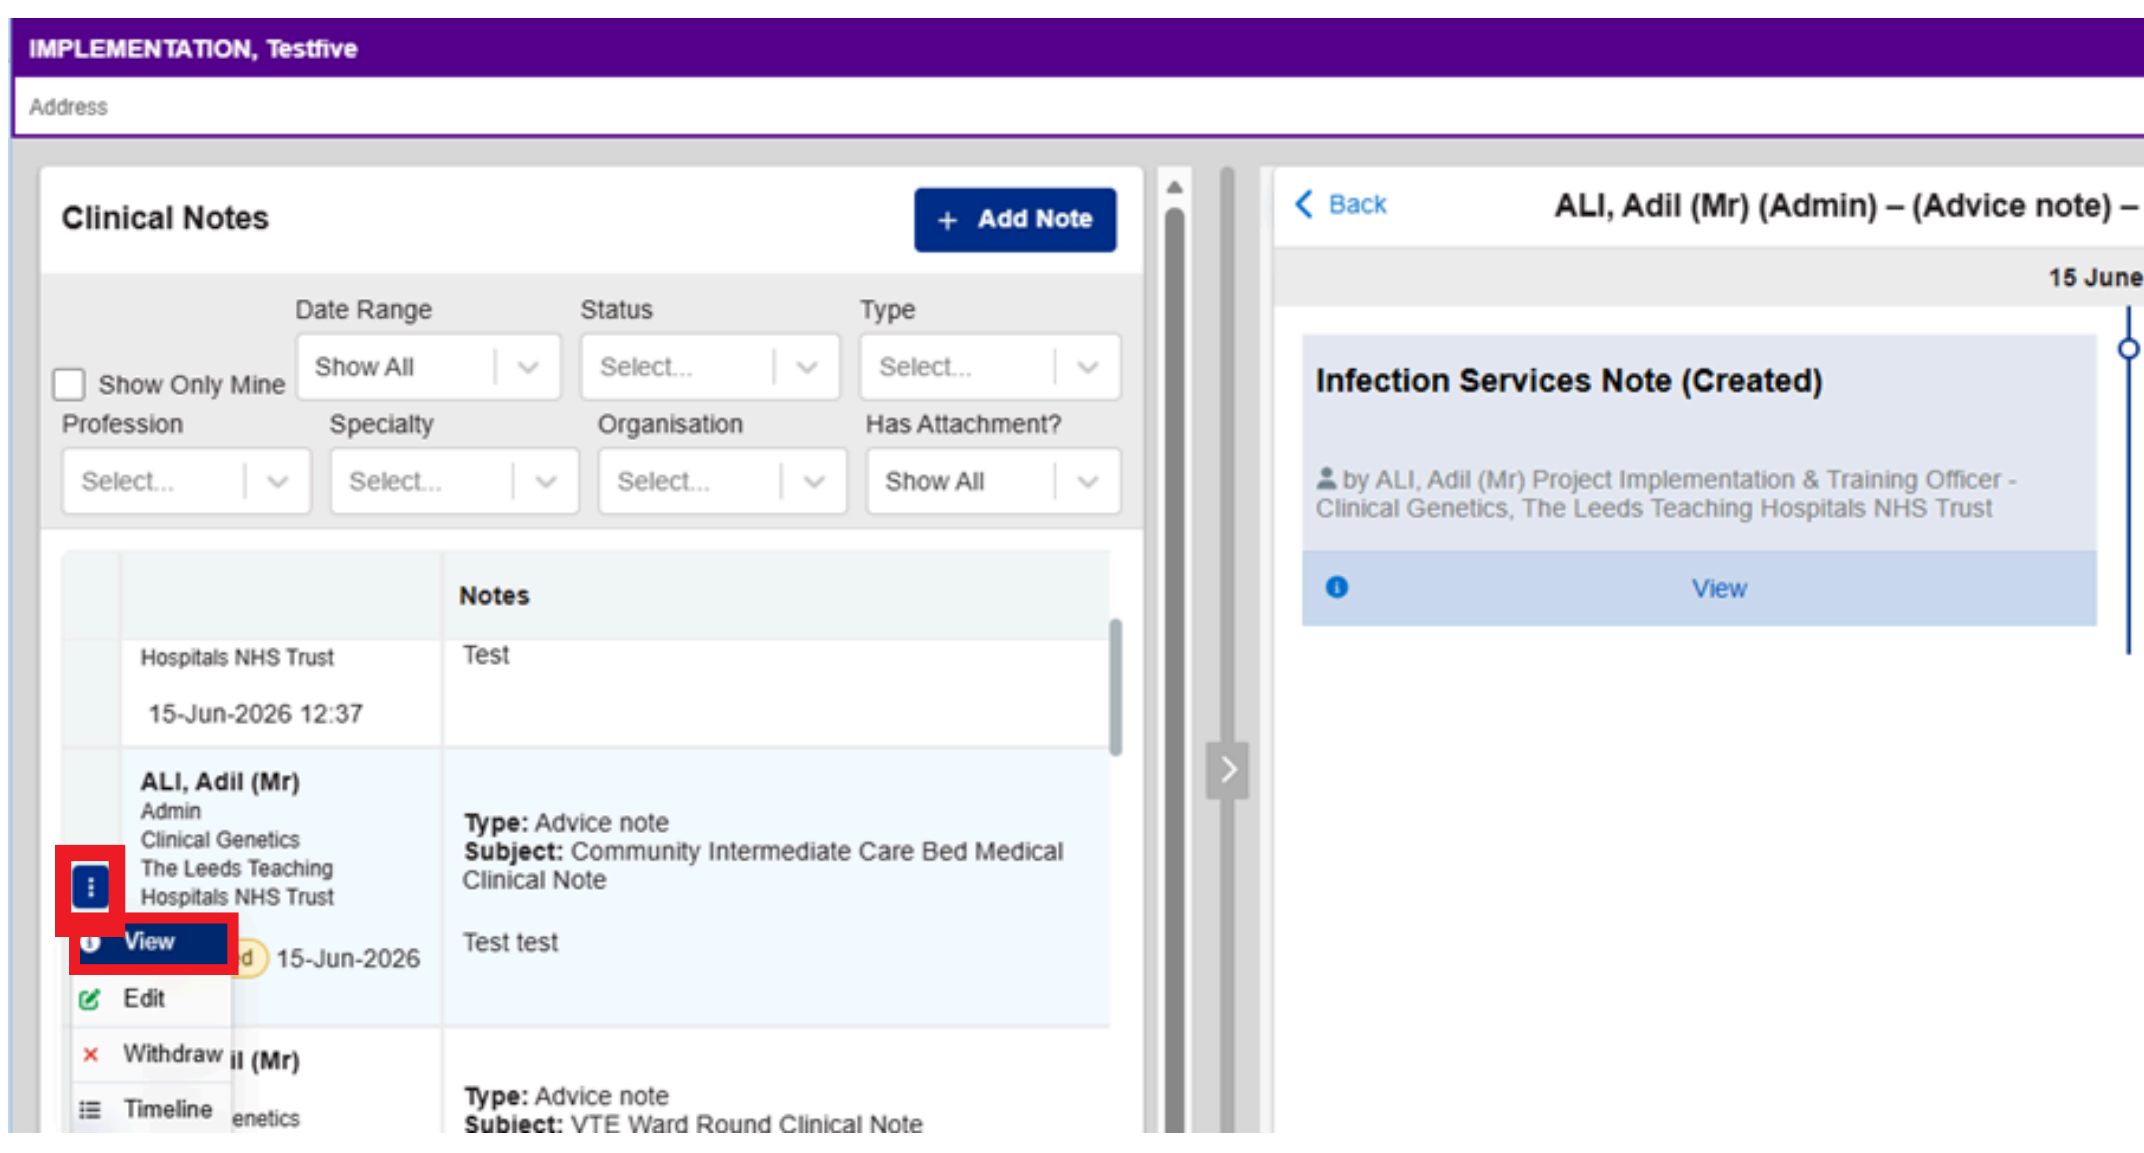 IMPLEMENTATION, Testfive
Address
Clinical Notes
+ Add Note
Date Range
Status
Type
Show Only Mine
Show All
Select...
Select...
Profession
Specialty
Organisation
Has Attachment?
Select...
Select...
Select...
Show All
Notes
Hospitals NHS Trust
15-Jun-2026 12:37
Test
ALI, Adil (Mr)
Admin
Clinical Genetics
The Leeds Teaching
Hospitals NHS Trust
ed 15-Jun-2026
Type: Advice note
Subject: Community Intermediate Care Bed Medical
Clinical Note
Test test
View
Edit
Withdraw
Timeline
il (Mr)
enetics
Type: Advice note
Subject: VTE Ward Round Clinical Note
Back
ALI, Adil (Mr) (Admin) – (Advice note) –
15 June
Infection Services Note (Created)
by ALI, Adil (Mr) Project Implementation & Training Officer -
Clinical Genetics, The Leeds Teaching Hospitals NHS Trust
View